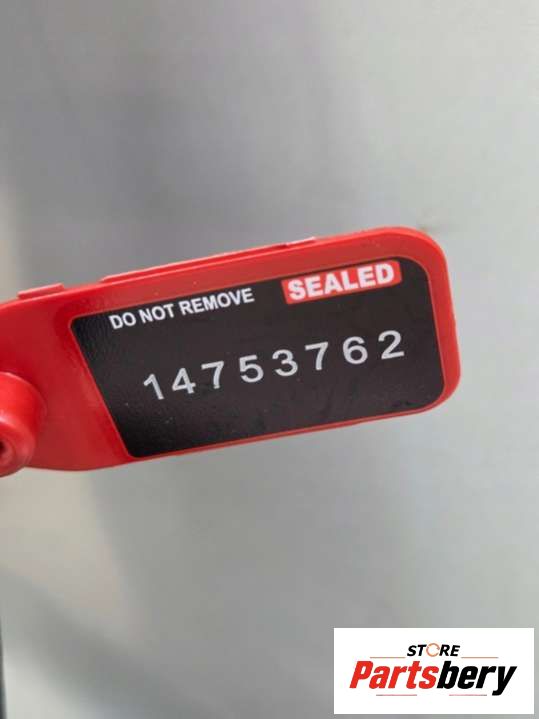 DO NOT REMOVE SEALED
14753762
STORE
Partsbery